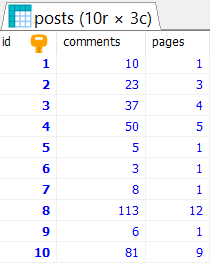 posts (10r × 3c)
id comments pages
1 10 1
2 23 3
3 37 4
4 50 5
5 5 1
6 3 1
7 8 1
8 113 12
9 6 1
10 81 9